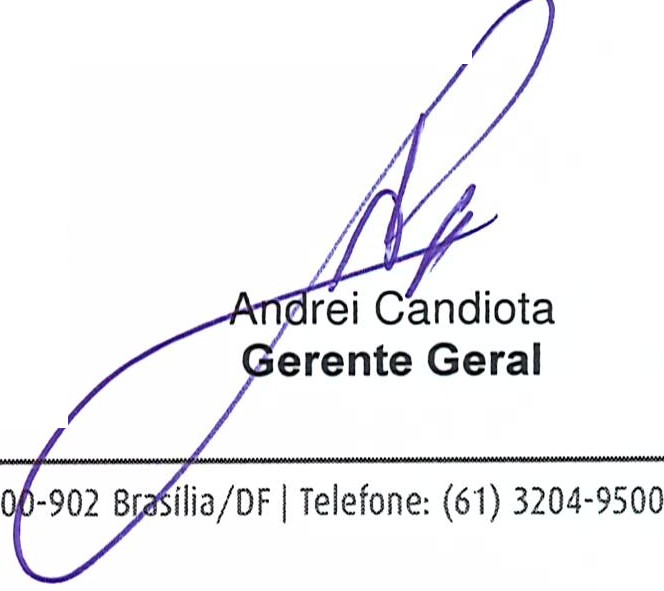 Andrei Candiota
Gerente Geral
00-902 Brasília/DF | Telefone: (61) 3204-9500